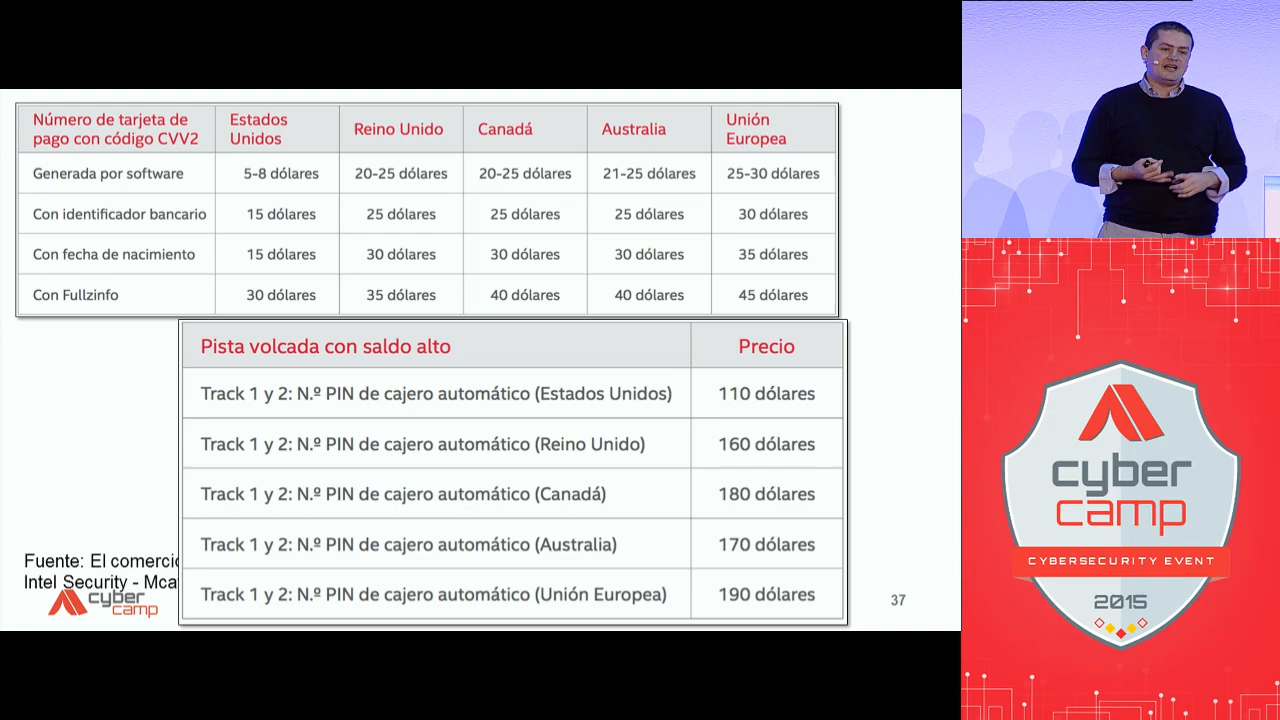 Número de tarjeta de pago con código CVV2 Estados Unidos Reino Unido Canadá Australia Unión Europea
Generada por software 5-8 dólares 20-25 dólares 20-25 dólares 21-25 dólares 25-30 dólares
Con identificador bancario 15 dólares 25 dólares 25 dólares 25 dólares 30 dólares
Con fecha de nacimiento 15 dólares 30 dólares 30 dólares 30 dólares 35 dólares
Con Fullzinfo 30 dólares 35 dólares 40 dólares 40 dólares 45 dólares
Pista volcada con saldo alto Precio
Track 1 y 2: N.º PIN de cajero automático (Estados Unidos) 110 dólares
Track 1 y 2: N.º PIN de cajero automático (Reino Unido) 160 dólares
Track 1 y 2: N.º PIN de cajero automático (Canadá) 180 dólares
Track 1 y 2: N.º PIN de cajero automático (Australia) 170 dólares
Track 1 y 2: N.º PIN de cajero automático (Unión Europea) 190 dólares
Fuente: El comercio
Intel Security - Mca
cyber
camp
37
cyber
camp
CYBERSECURITY EVENT
2015